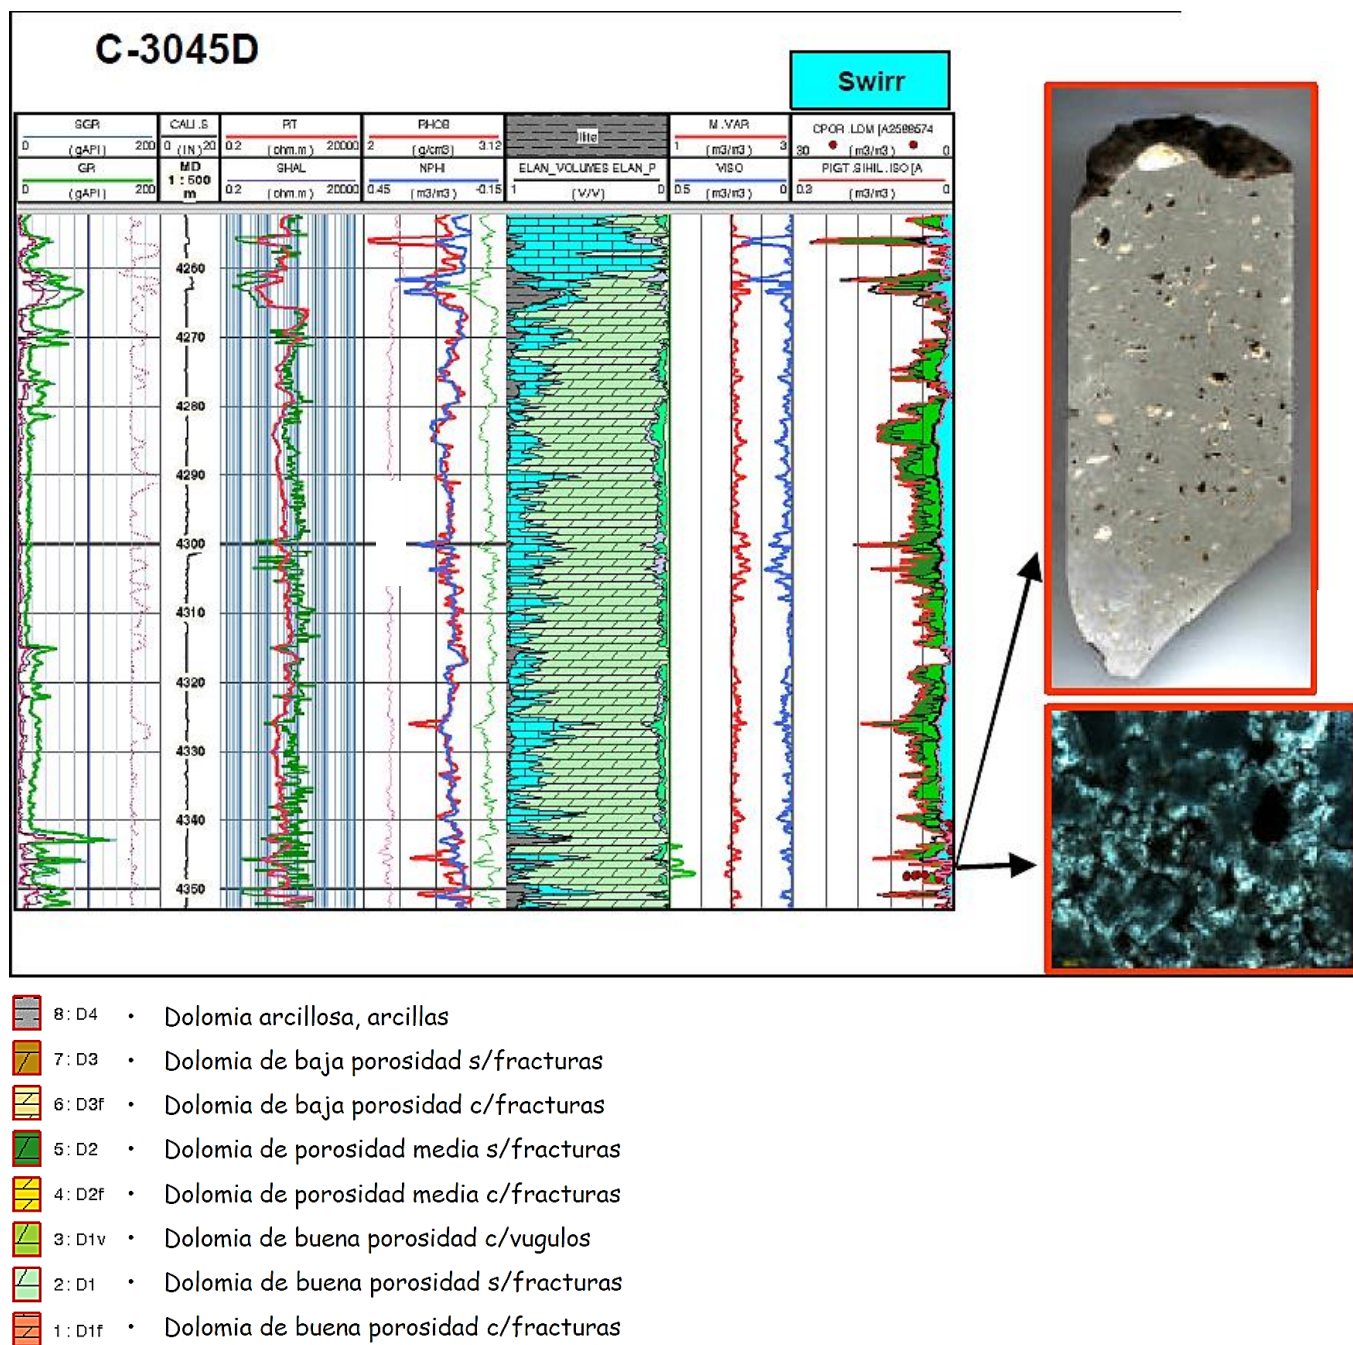 C-3045D
Swirr
SGR
0 (gAPI) 200
GR
0 (gAPI) 200
CALI.S
0 (IN) 20
MD
1 : 500
m
RT
0.2 (ohm.m) 20000
SHAL
0.2 (ohm.m) 20000
RHOB
2 (g/cm3) 3.12
NPHI
0.45 (m3/m3) -0.15
Illite
ELAN_VOLUMES ELAN_P
1 (V/V) 0
M.VAR
1 (m3/m3) 3
VISO
0.5 (m3/m3) 0
CPOR .LDM [A2588574
30 (m3/m3) 0
PIGT.SIHIL.ISO [A
0.3 (m3/m3) 0
4260
4270
4280
4290
4300
4310
4320
4330
4340
4350
8: D4 • Dolomia arcillosa, arcillas
7: D3 • Dolomia de baja porosidad s/fracturas
6: D3f • Dolomia de baja porosidad c/fracturas
5: D2 • Dolomia de porosidad media s/fracturas
4: D2f • Dolomia de porosidad media c/fracturas
3: D1v • Dolomia de buena porosidad c/vugulos
2: D1 • Dolomia de buena porosidad s/fracturas
1: D1f • Dolomia de buena porosidad c/fracturas